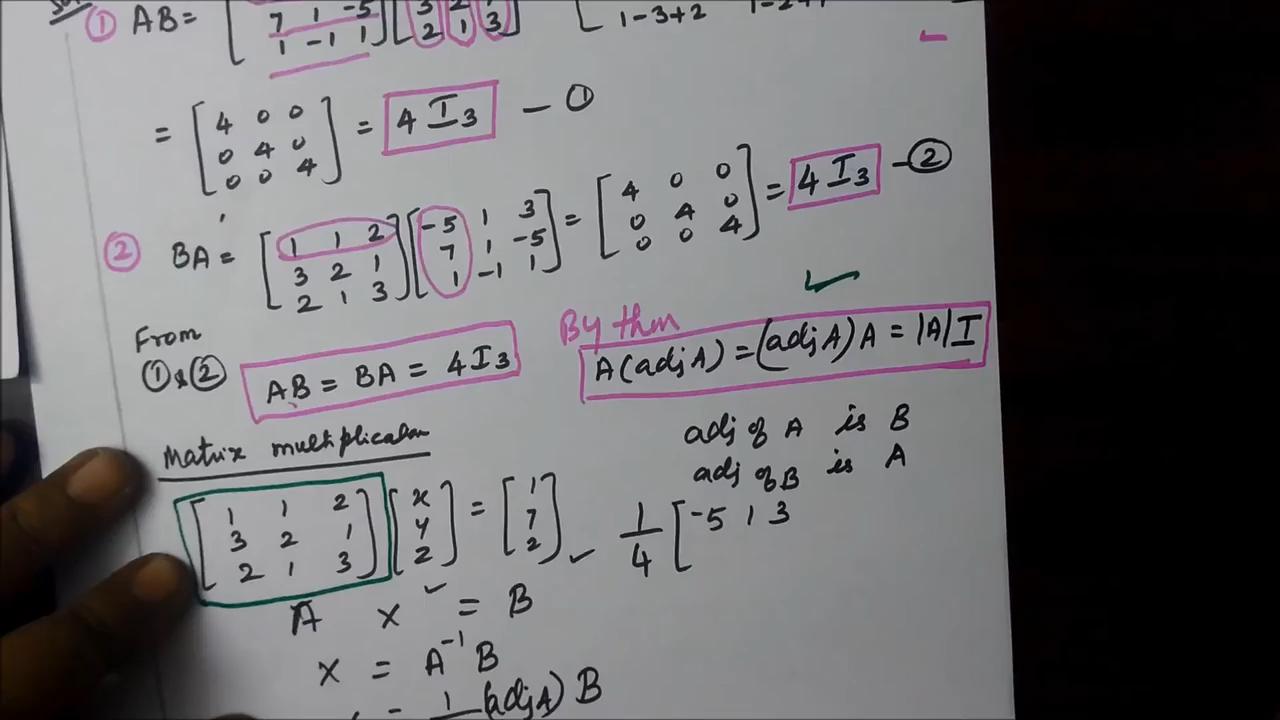 ① AB = [ 7 1 -5 1 -1 1 ] [ 3 2 1 2 1 3 ] [ 1-3+2
= [ 4 0 0 0 4 0 0 0 4 ] = 4 I₃ — ①
② BA = [ 1 1 2 3 2 1 2 1 3 ] [ -5 1 3 7 1 -5 1 -1 1 ] = [ 4 0 0 0 4 0 0 0 4 ] = 4 I₃ — ②
From
① & ② AB = BA = 4 I₃
By thm
A(adj A) = (adj A) A = |A| I
adj of A is B
adj of B is A
Matrix multiplication
[ 1 1 2 3 2 1 2 1 3 ] [ x y z ] = [ 1 7 2 ]
1/4 [ -5 1 3
A X = B
X = A⁻¹ B
= 1 (adj A) B